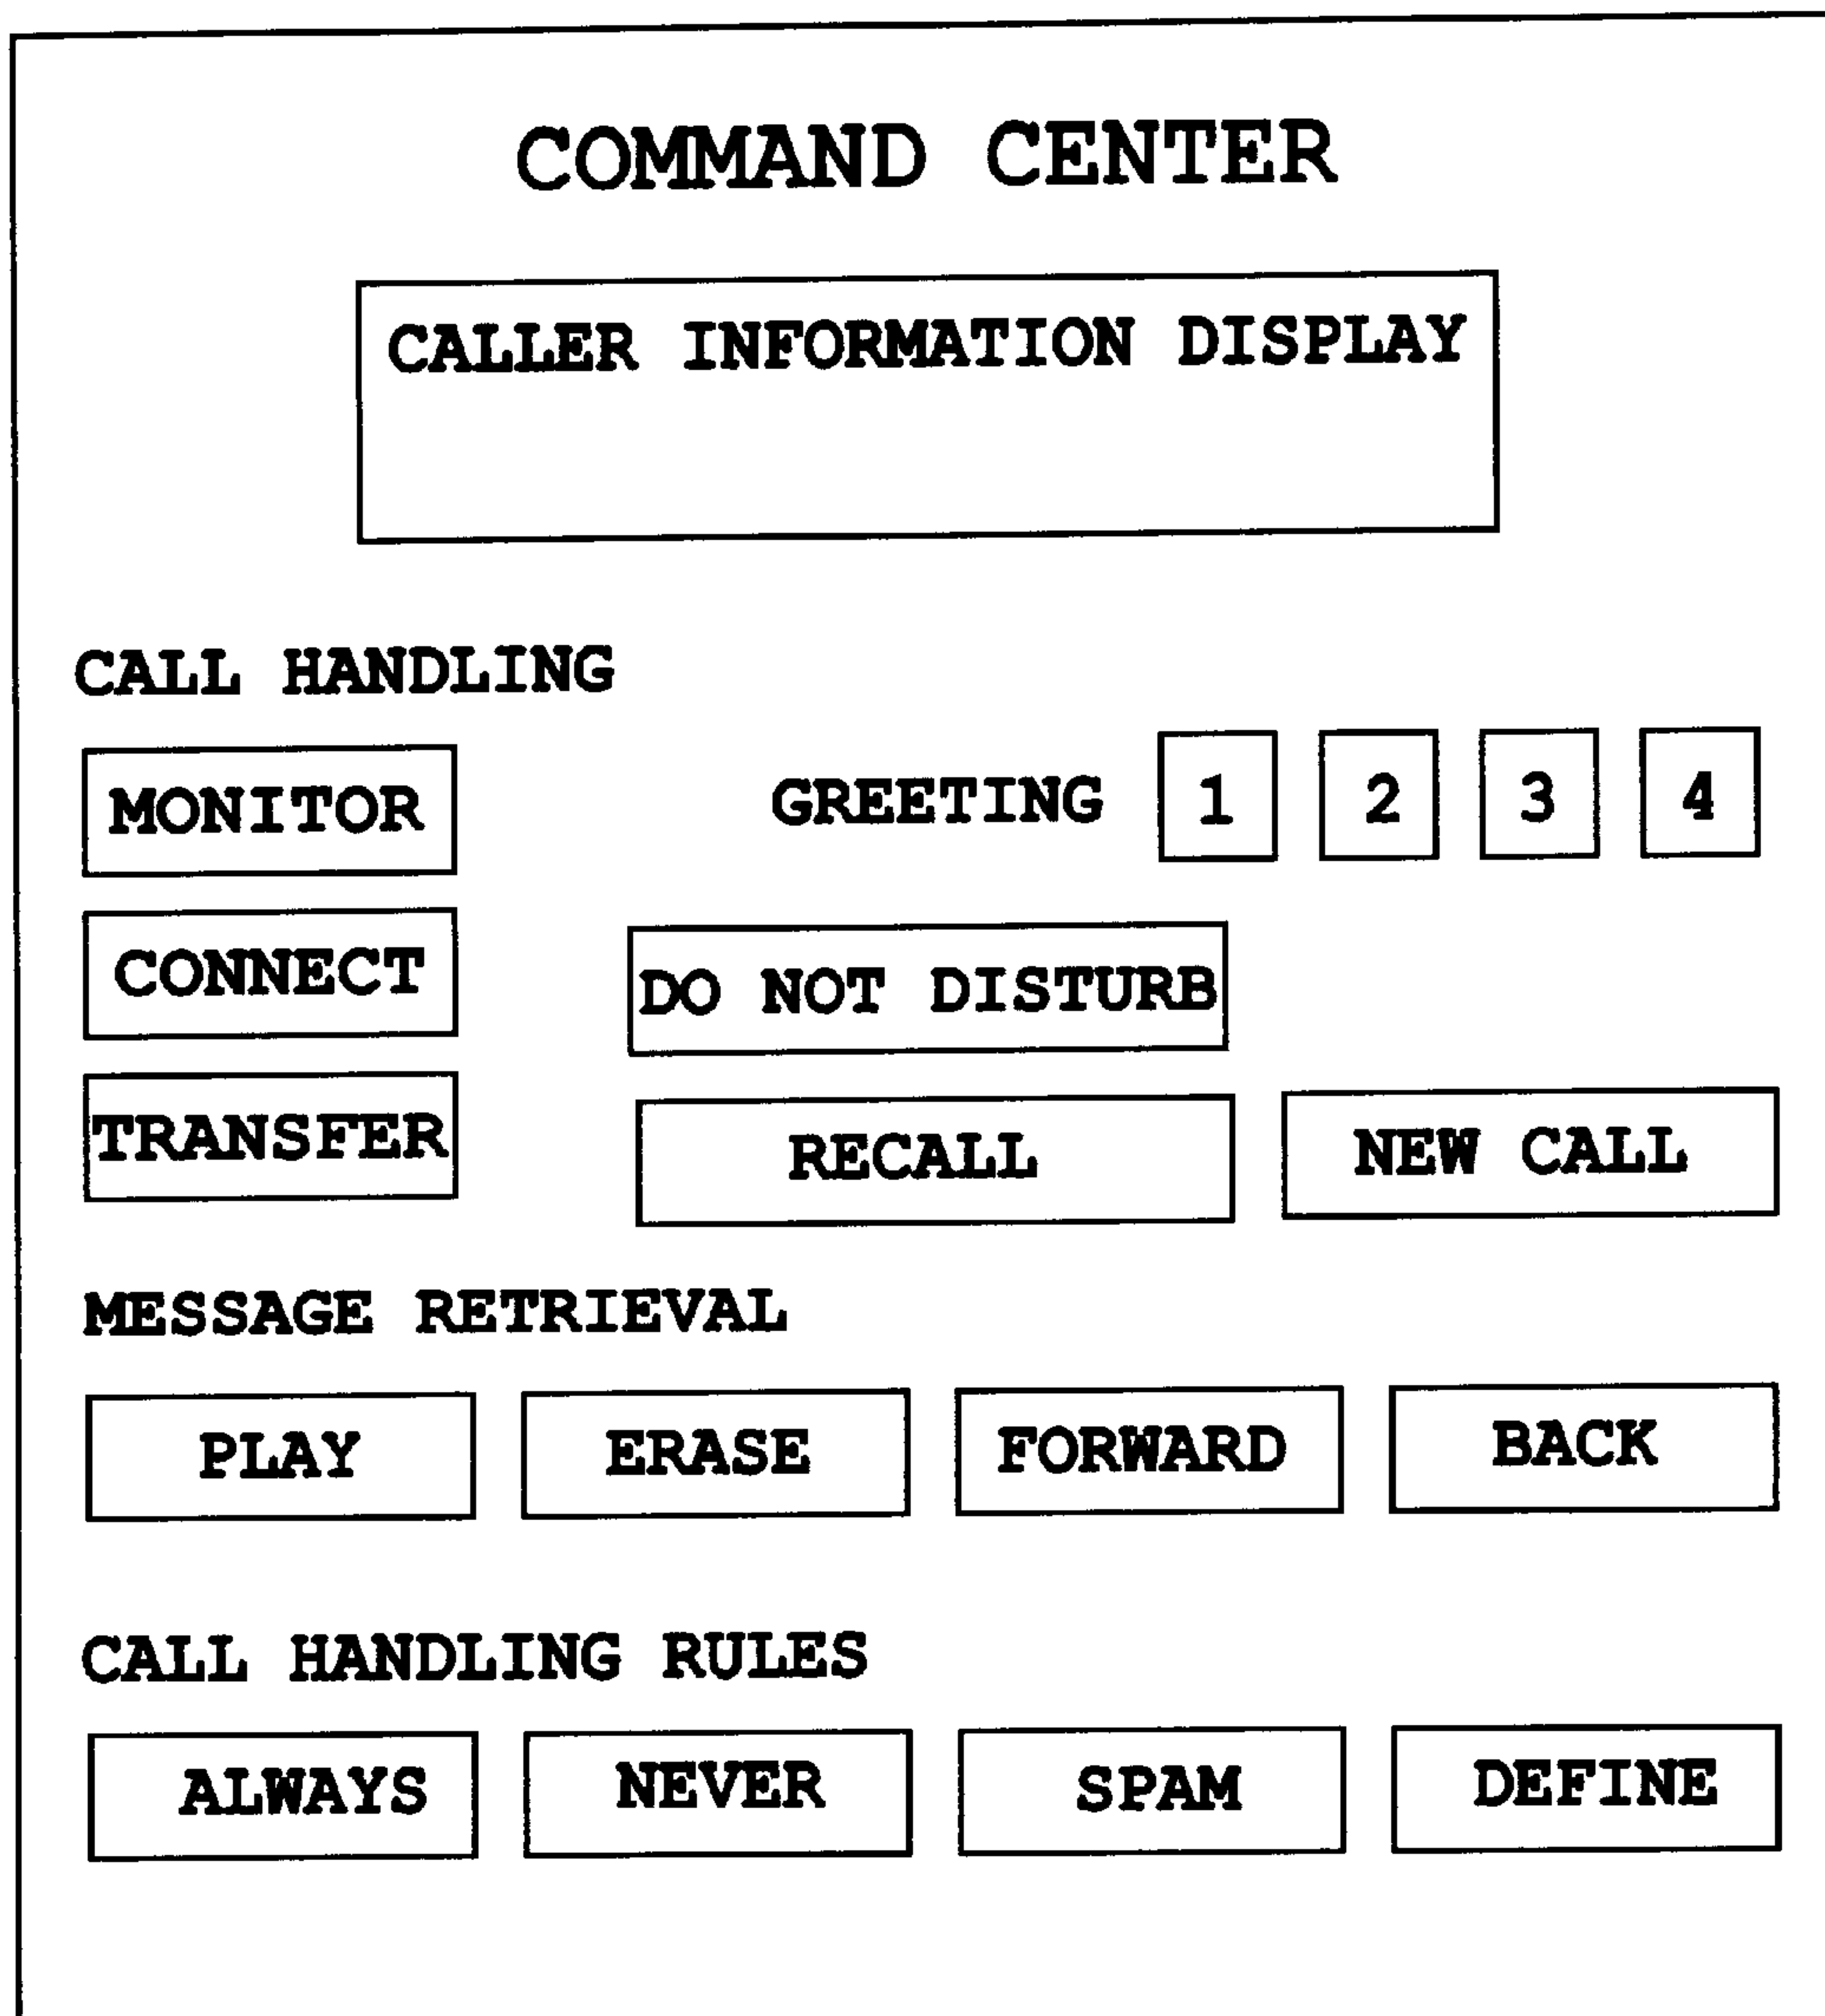 COMMAND CENTER
CALLER INFORMATION DISPLAY
CALL HANDLING
MONITOR GREETING 1 2 3 4
CONNECT DO NOT DISTURB
TRANSFER RECALL NEW CALL
MESSAGE RETRIEVAL
PLAY ERASE FORWARD BACK
CALL HANDLING RULES
ALWAYS NEVER SPAM DEFINE